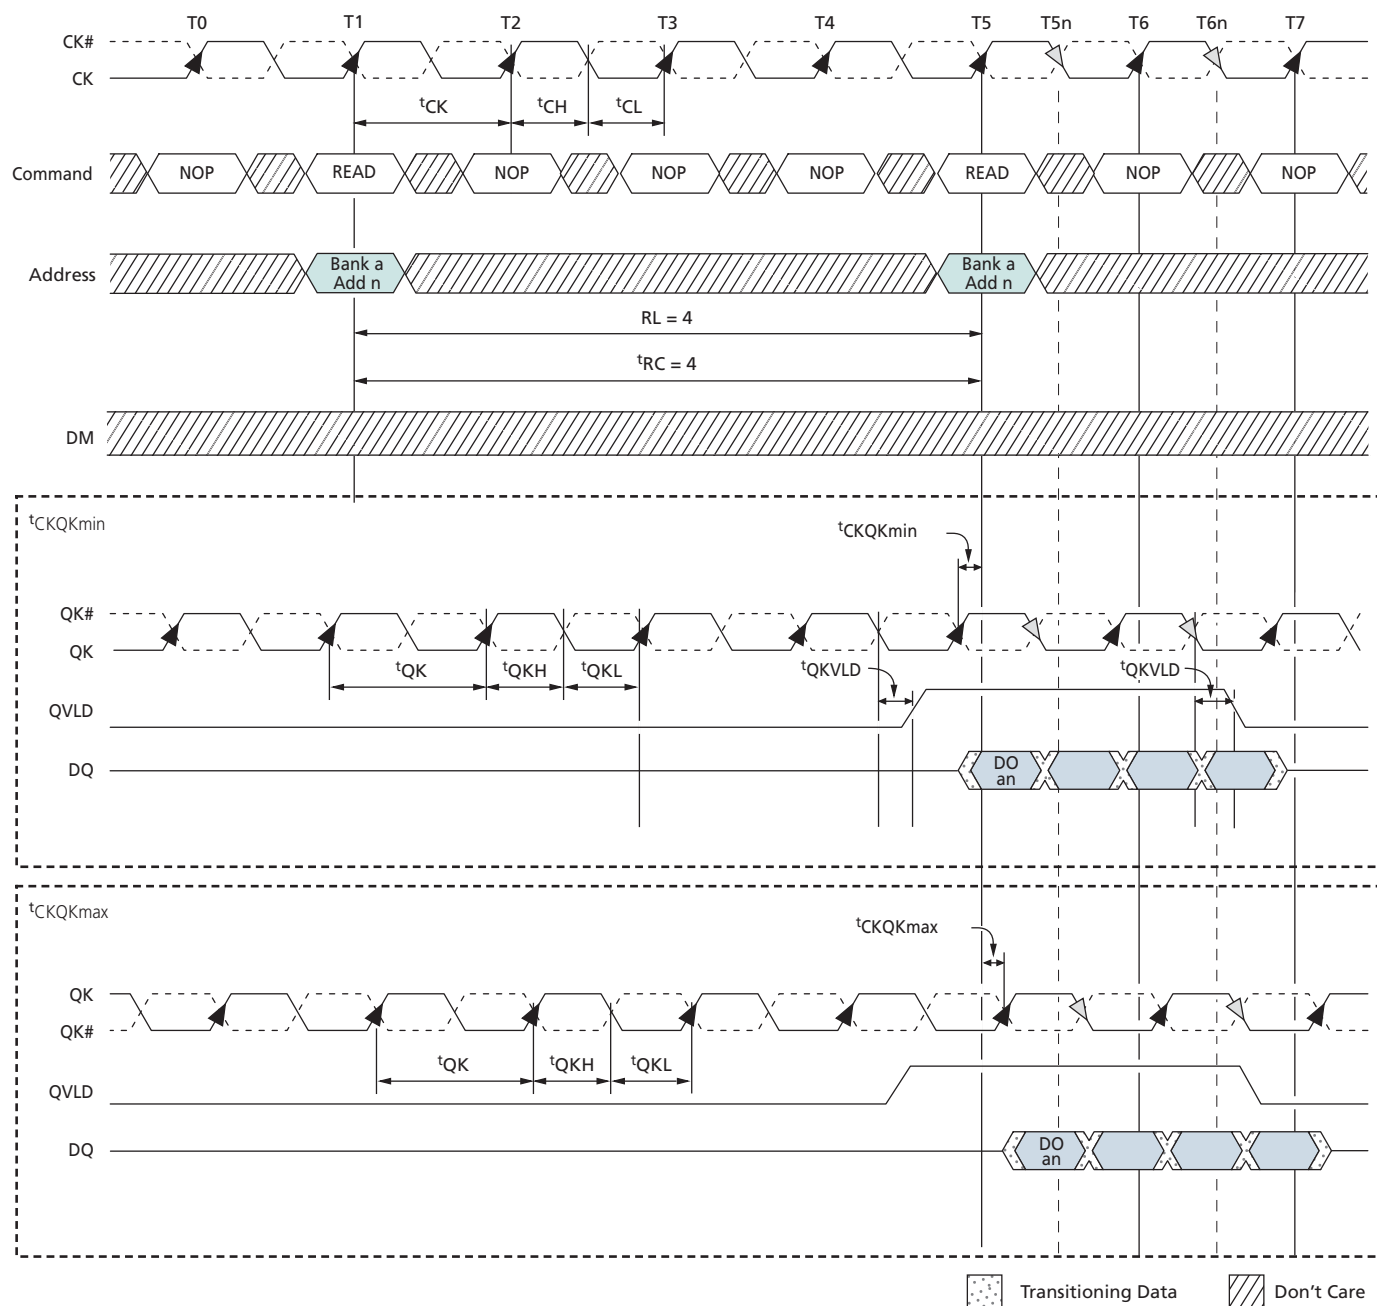 T0 T1 T2 T3 T4 T5 T5n T6 T6n T7
CK#
CK
tCK tCH tCL
Command NOP READ NOP NOP NOP READ NOP NOP
Address Bank a Add n Bank a Add n
RL = 4
tRC = 4
DM
tCKQKmin
tCKQKmin
QK#
QK
tQK tQKH tQKL tQKVLD tQKVLD
QVLD
DQ DO an
tCKQKmax
tCKQKmax
QK
QK#
tQK tQKH tQKL
QVLD
DQ DO an
Transitioning Data Don't Care